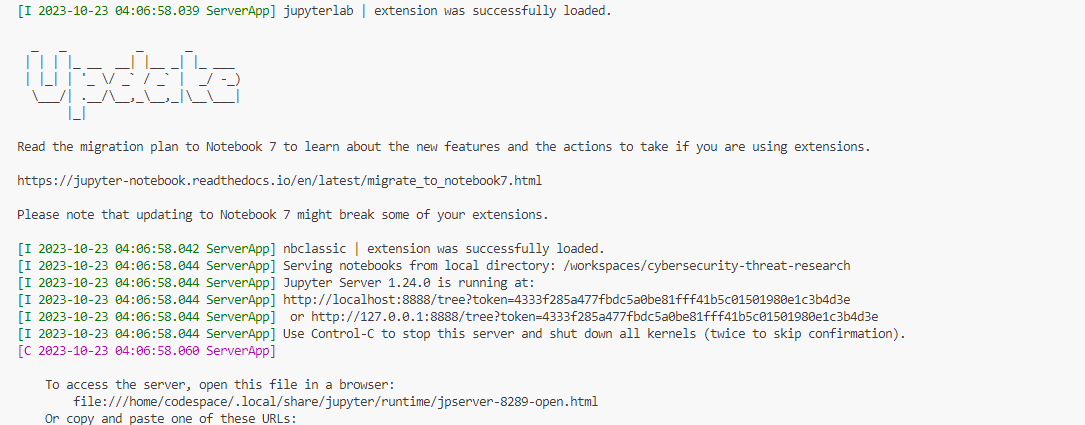 [I 2023-10-23 04:06:58.039 ServerApp] jupyterlab | extension was successfully loaded.
  _   _          _      _
 | | | |_ __  __| |__ _| |_ ___
 | |_| | '_ \/ _` / _` |  _/ -_)
  \___/| .__/\__,_\__,_|\__\___|
       |_|
Read the migration plan to Notebook 7 to learn about the new features and the actions to take if you are using extensions.
https://jupyter-notebook.readthedocs.io/en/latest/migrate_to_notebook7.html
Please note that updating to Notebook 7 might break some of your extensions.
[I 2023-10-23 04:06:58.042 ServerApp] nbclassic | extension was successfully loaded.
[I 2023-10-23 04:06:58.044 ServerApp] Serving notebooks from local directory: /workspaces/cybersecurity-threat-research
[I 2023-10-23 04:06:58.044 ServerApp] Jupyter Server 1.24.0 is running at:
[I 2023-10-23 04:06:58.044 ServerApp] http://localhost:8888/tree?token=4333f285a477fbdc5a0be81fff41b5c01501980e1c3b4d3e
[I 2023-10-23 04:06:58.044 ServerApp]  or http://127.0.0.1:8888/tree?token=4333f285a477fbdc5a0be81fff41b5c01501980e1c3b4d3e
[I 2023-10-23 04:06:58.044 ServerApp] Use Control-C to stop this server and shut down all kernels (twice to skip confirmation).
[C 2023-10-23 04:06:58.060 ServerApp]
    To access the server, open this file in a browser:
        file:///home/codespace/.local/share/jupyter/runtime/jpserver-8289-open.html
    Or copy and paste one of these URLs: